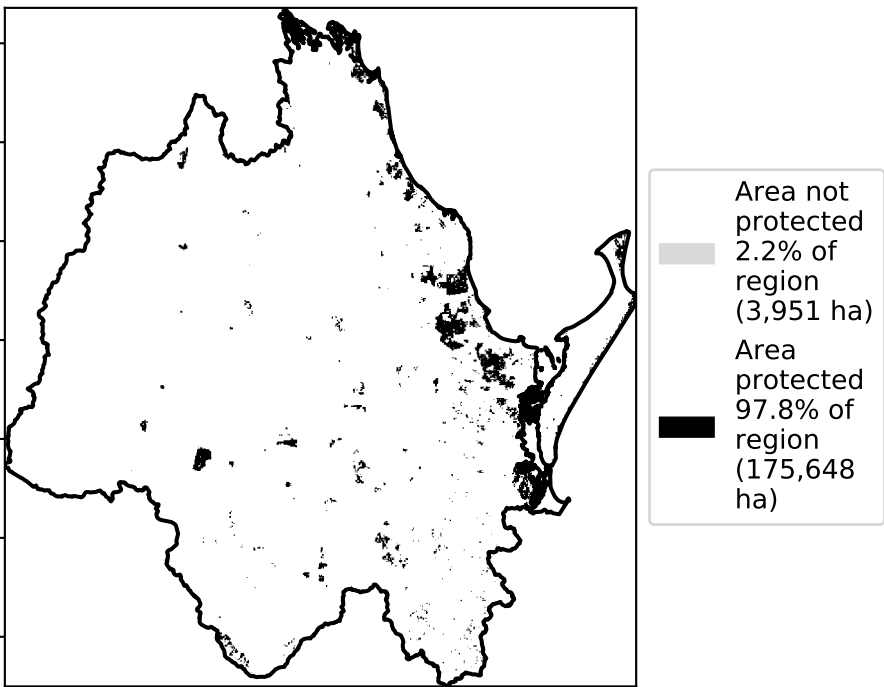 Area not
protected
2.2% of
region
(3,951 ha)
Area
protected
97.8% of
region
(175,648
ha)